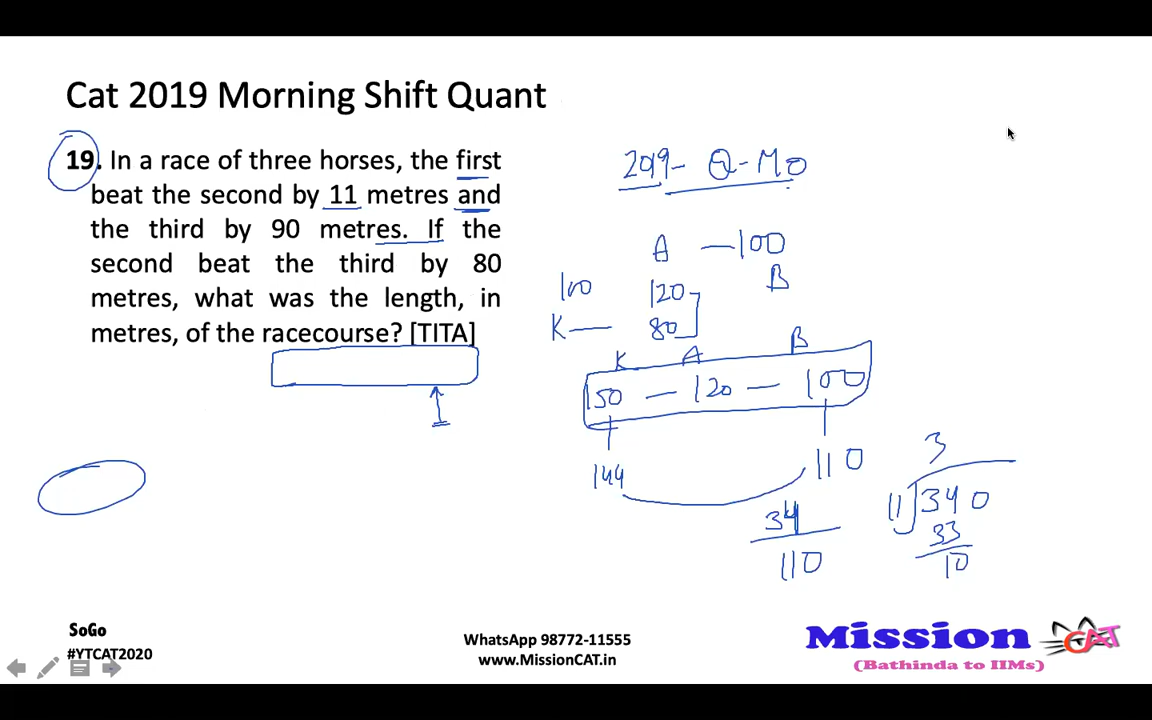 Cat 2019 Morning Shift Quant
19. In a race of three horses, the first
beat the second by 11 metres and
the third by 90 metres. If the
second beat the third by 80
metres, what was the length, in
metres, of the racecourse? [TITA]
2019- Q-Mo
A — 100
100 120 B
K — 80
K A B
150 — 120 — 100
144 110
34
110
3
11 340
33
10
SoGo
#YTCAT2020
WhatsApp 98772-11555
www.MissionCAT.in
Mission CAT
(Bathinda to IIMs)